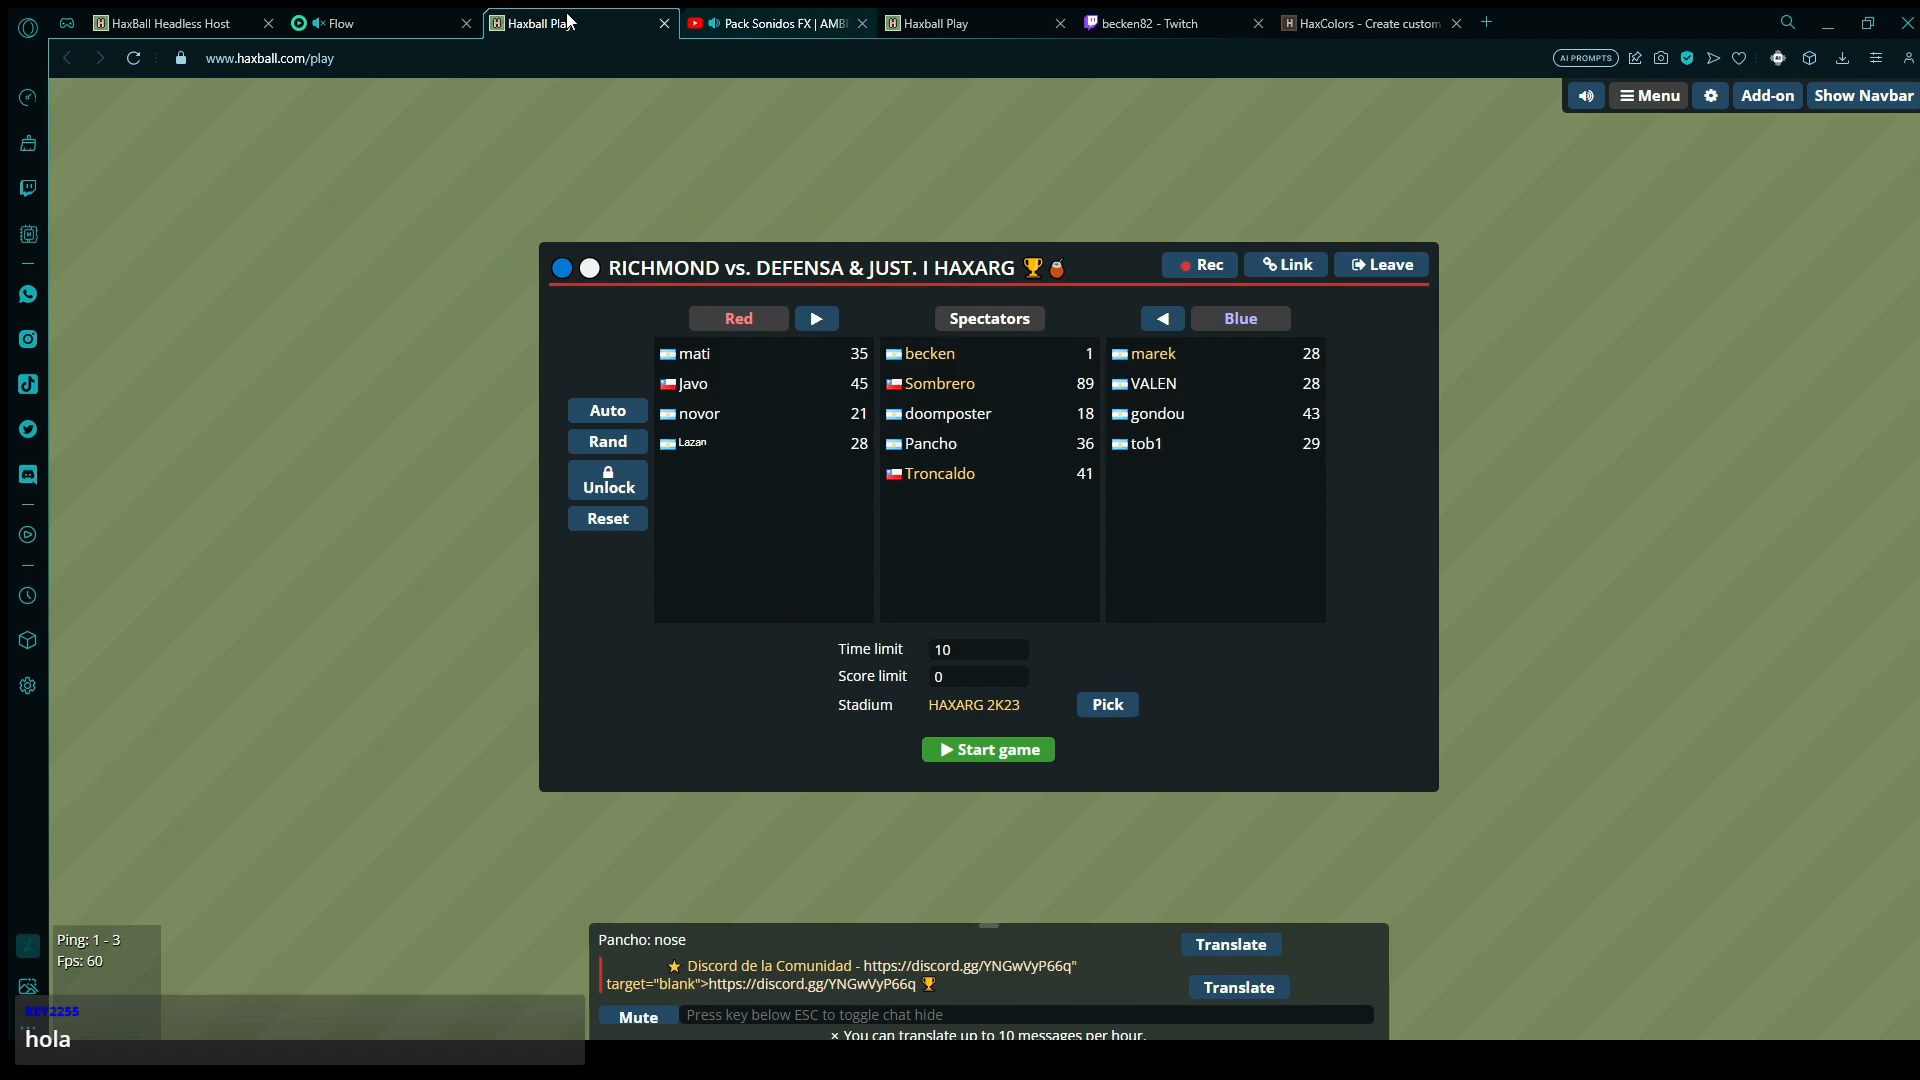 HaxBall Headless Host
Flow
Haxball Play
Pack Sonidos FX | AMBI
Haxball Play
becken82 - Twitch
HaxColors - Create custom
www.haxball.com/play
AI PROMPTS
Menu
Add-on
Show Navbar
RICHMOND vs. DEFENSA & JUST. I HAXARG 🏆🧉
Rec
Link
Leave
Red
Spectators
Blue
mati 35
becken 1
marek 28
Javo 45
Sombrero 89
VALEN 28
novor 21
doomposter 18
gondou 43
Lazan 28
Pancho 36
tob1 29
Troncaldo 41
Auto
Rand
Unlock
Reset
Time limit 10
Score limit 0
Stadium HAXARG 2K23
Pick
Start game
Ping: 1 - 3
Fps: 60
Pancho: nose
Translate
⭐ Discord de la Comunidad - https://discord.gg/YNGwVyP66q"
target="blank">https://discord.gg/YNGwVyP66q 🏆
Translate
Mute
Press key below ESC to toggle chat hide
× You can translate up to 10 messages per hour.
REY2255
hola